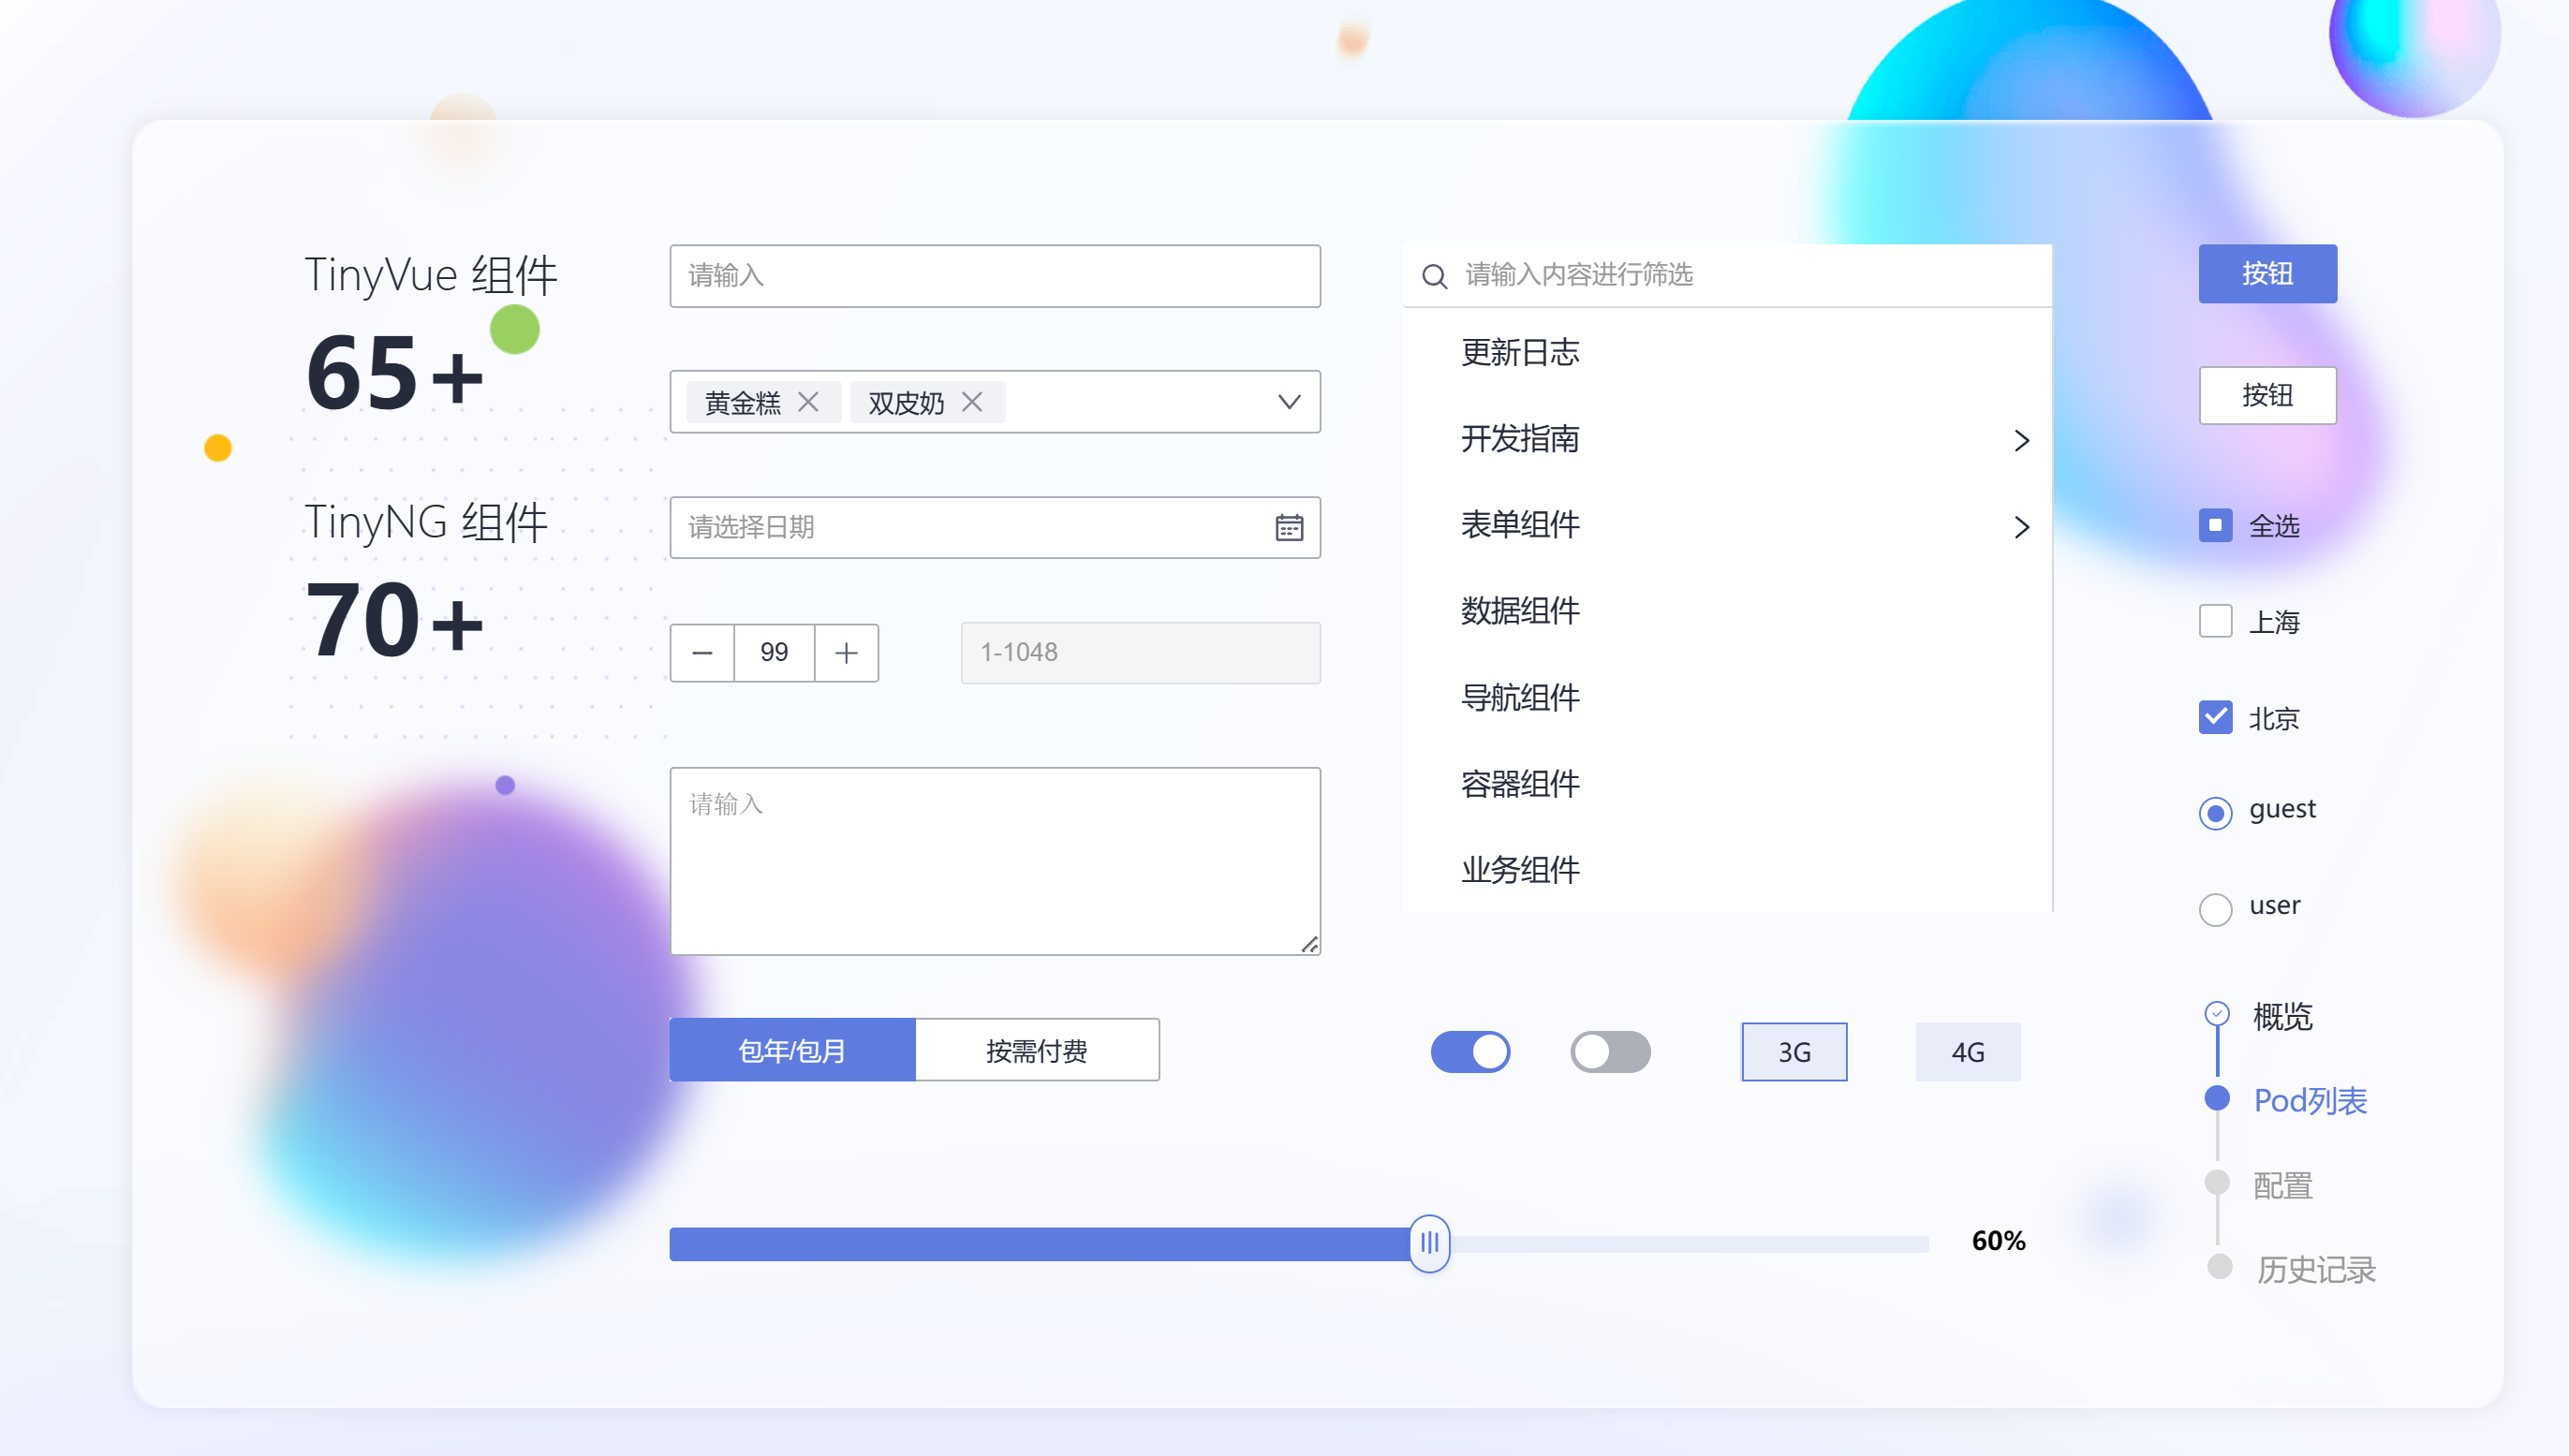 TinyVue 组件
65+
TinyNG 组件
70+
请输入
黄金糕
双皮奶
请选择日期
99
1-1048
请输入
包年/包月
按需付费
请输入内容进行筛选
更新日志
开发指南
表单组件
数据组件
导航组件
容器组件
业务组件
3G
4G
60%
按钮
按钮
全选
上海
北京
guest
user
概览
Pod列表
配置
历史记录